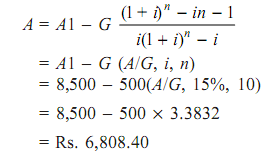 A = A1 – G \frac{(1 + i)^n – in – 1}{i(1 + i)^n – i}
= A1 – G (A/G, i, n)
= 8,500 – 500(A/G, 15%, 10)
= 8,500 – 500 × 3.3832
= Rs. 6,808.40